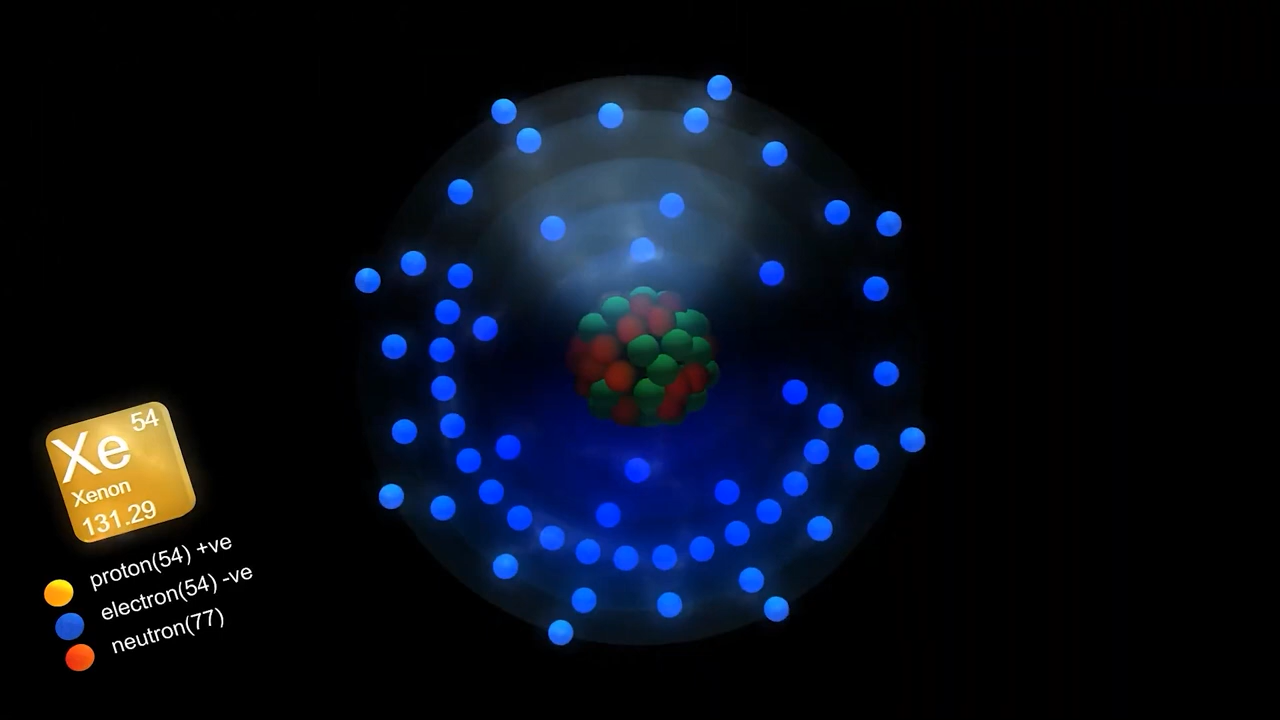 54
Xe
Xenon
131.29
proton(54) +ve
electron(54) -ve
neutron(77)